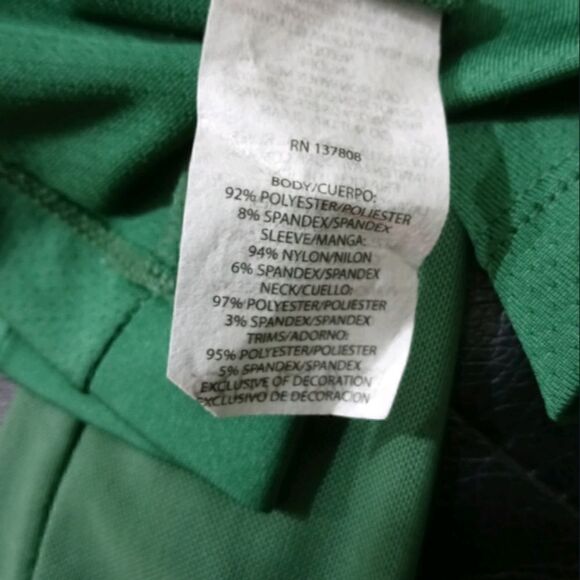 RN 137808
BODY/CUERPO:
92% POLYESTER/POLIESTER
8% SPANDEX/SPANDEX
SLEEVE/MANGA:
94% NYLON/NILON
6% SPANDEX/SPANDEX
NECK/CUELLO:
97% POLYESTER/POLIESTER
3% SPANDEX/SPANDEX
TRIMS/ADORNO:
95% POLYESTER/POLIESTER
5% SPANDEX/SPANDEX
EXCLUSIVE OF DECORATION
EXCLUSIVO DE DECORACION